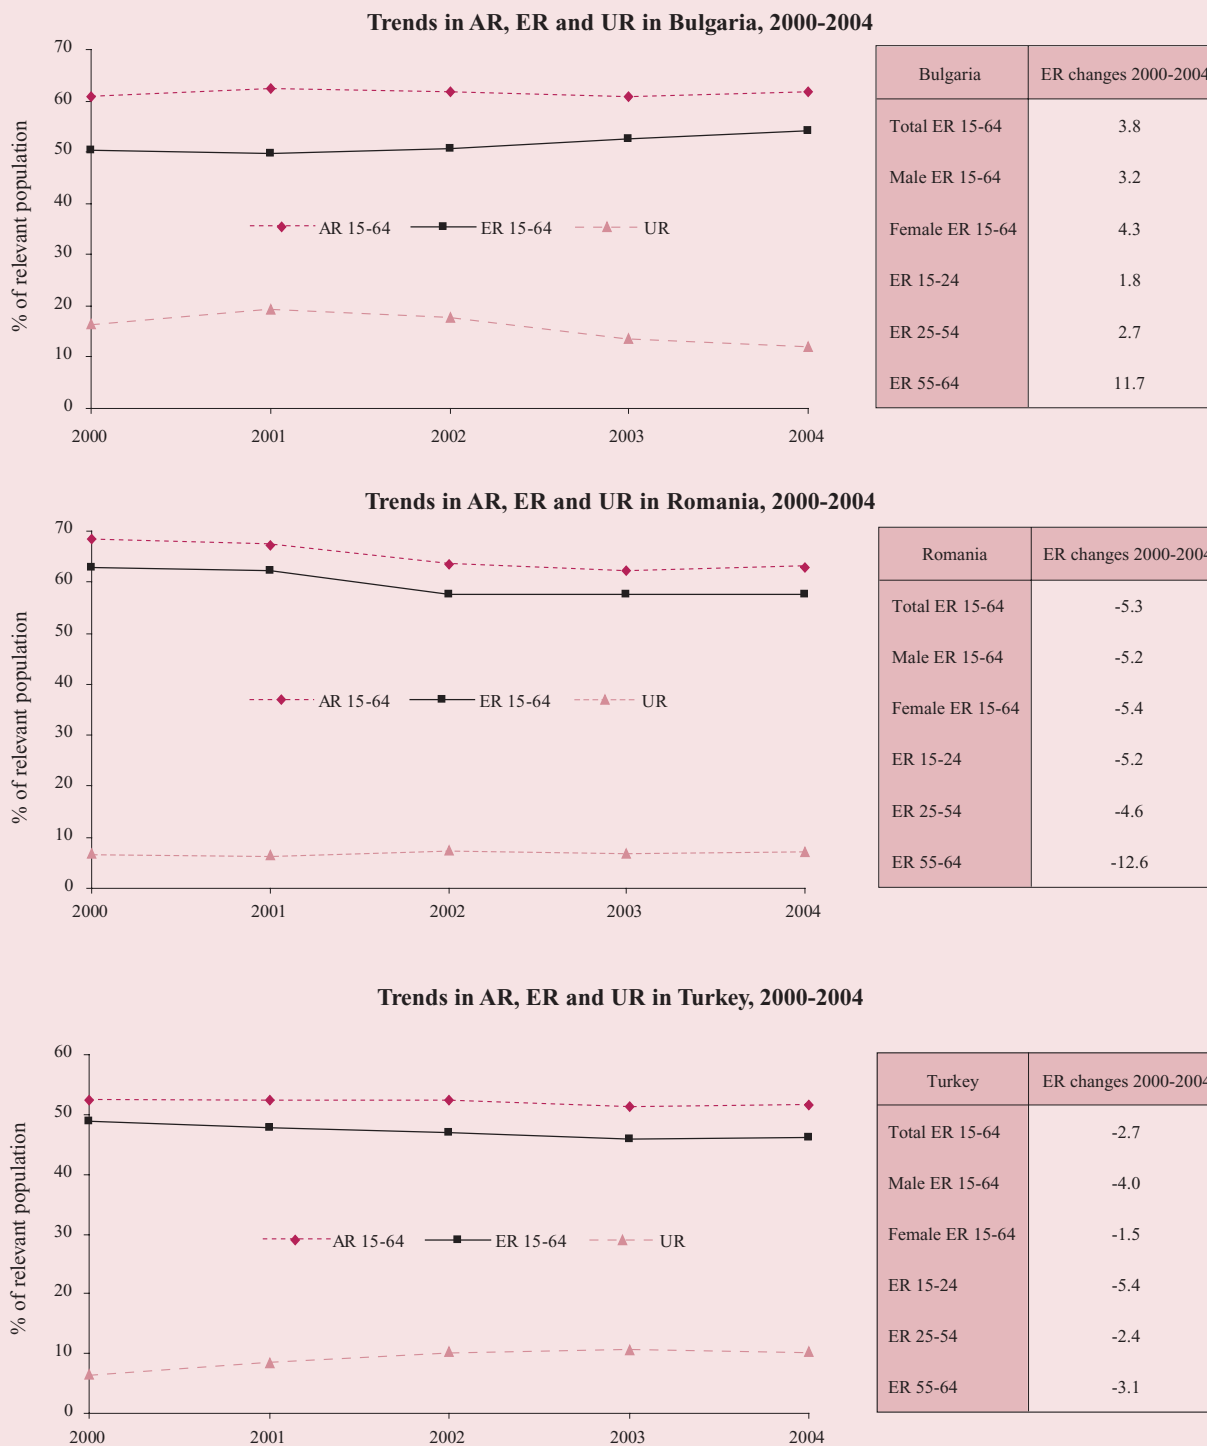 Trends in AR, ER and UR in Bulgaria, 2000-2004
% of relevant population
70
60
50
40
30
20
10
0
AR 15-64 ER 15-64 UR
2000 2001 2002 2003 2004
Bulgaria ER changes 2000-2004
Total ER 15-64 3.8
Male ER 15-64 3.2
Female ER 15-64 4.3
ER 15-24 1.8
ER 25-54 2.7
ER 55-64 11.7
Trends in AR, ER and UR in Romania, 2000-2004
% of relevant population
70
60
50
40
30
20
10
0
AR 15-64 ER 15-64 UR
2000 2001 2002 2003 2004
Romania ER changes 2000-2004
Total ER 15-64 -5.3
Male ER 15-64 -5.2
Female ER 15-64 -5.4
ER 15-24 -5.2
ER 25-54 -4.6
ER 55-64 -12.6
Trends in AR, ER and UR in Turkey, 2000-2004
% of relevant population
60
50
40
30
20
10
0
AR 15-64 ER 15-64 UR
2000 2001 2002 2003 2004
Turkey ER changes 2000-2004
Total ER 15-64 -2.7
Male ER 15-64 -4.0
Female ER 15-64 -1.5
ER 15-24 -5.4
ER 25-54 -2.4
ER 55-64 -3.1